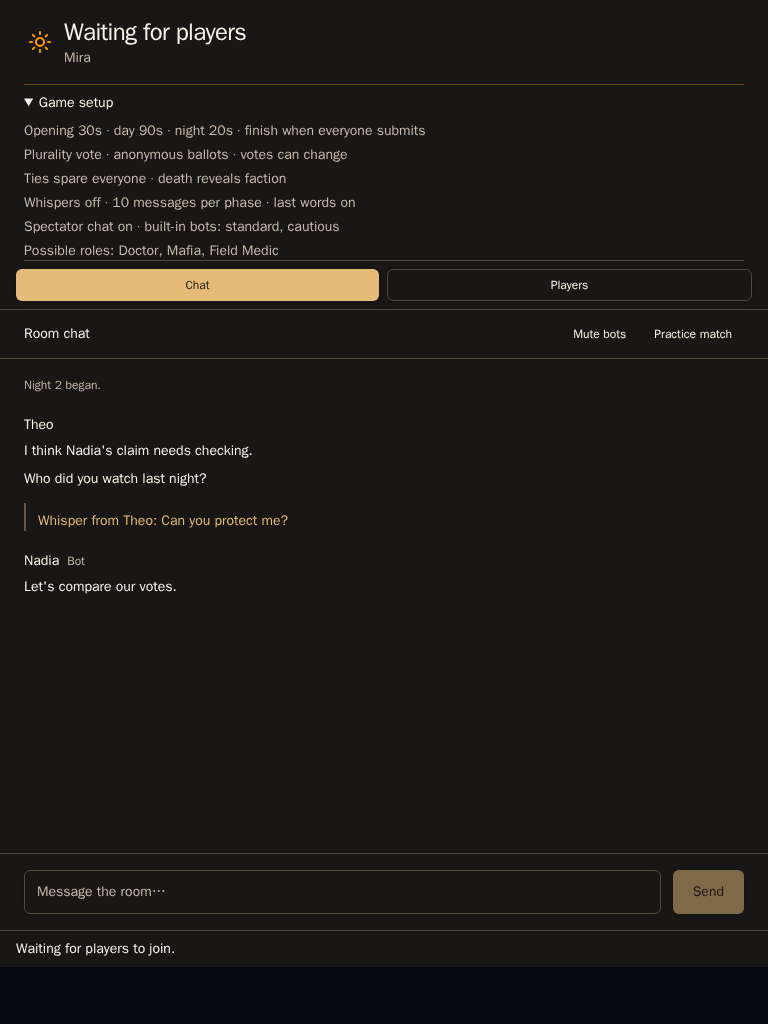 Waiting for players
Mira
▼ Game setup
Opening 30s · day 90s · night 20s · finish when everyone submits
Plurality vote · anonymous ballots · votes can change
Ties spare everyone · death reveals faction
Whispers off · 10 messages per phase · last words on
Spectator chat on · built-in bots: standard, cautious
Possible roles: Doctor, Mafia, Field Medic
Chat
Players
Room chat
Mute bots
Practice match
Night 2 began.
Theo
I think Nadia's claim needs checking.
Who did you watch last night?
Whisper from Theo: Can you protect me?
Nadia Bot
Let's compare our votes.
Message the room…
Send
Waiting for players to join.